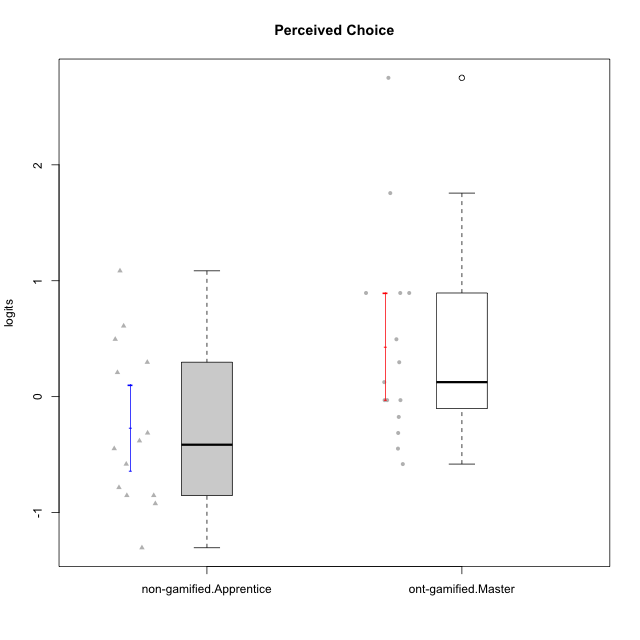 Perceived Choice
logits
2
1
0
-1
non-gamified.Apprentice
ont-gamified.Master